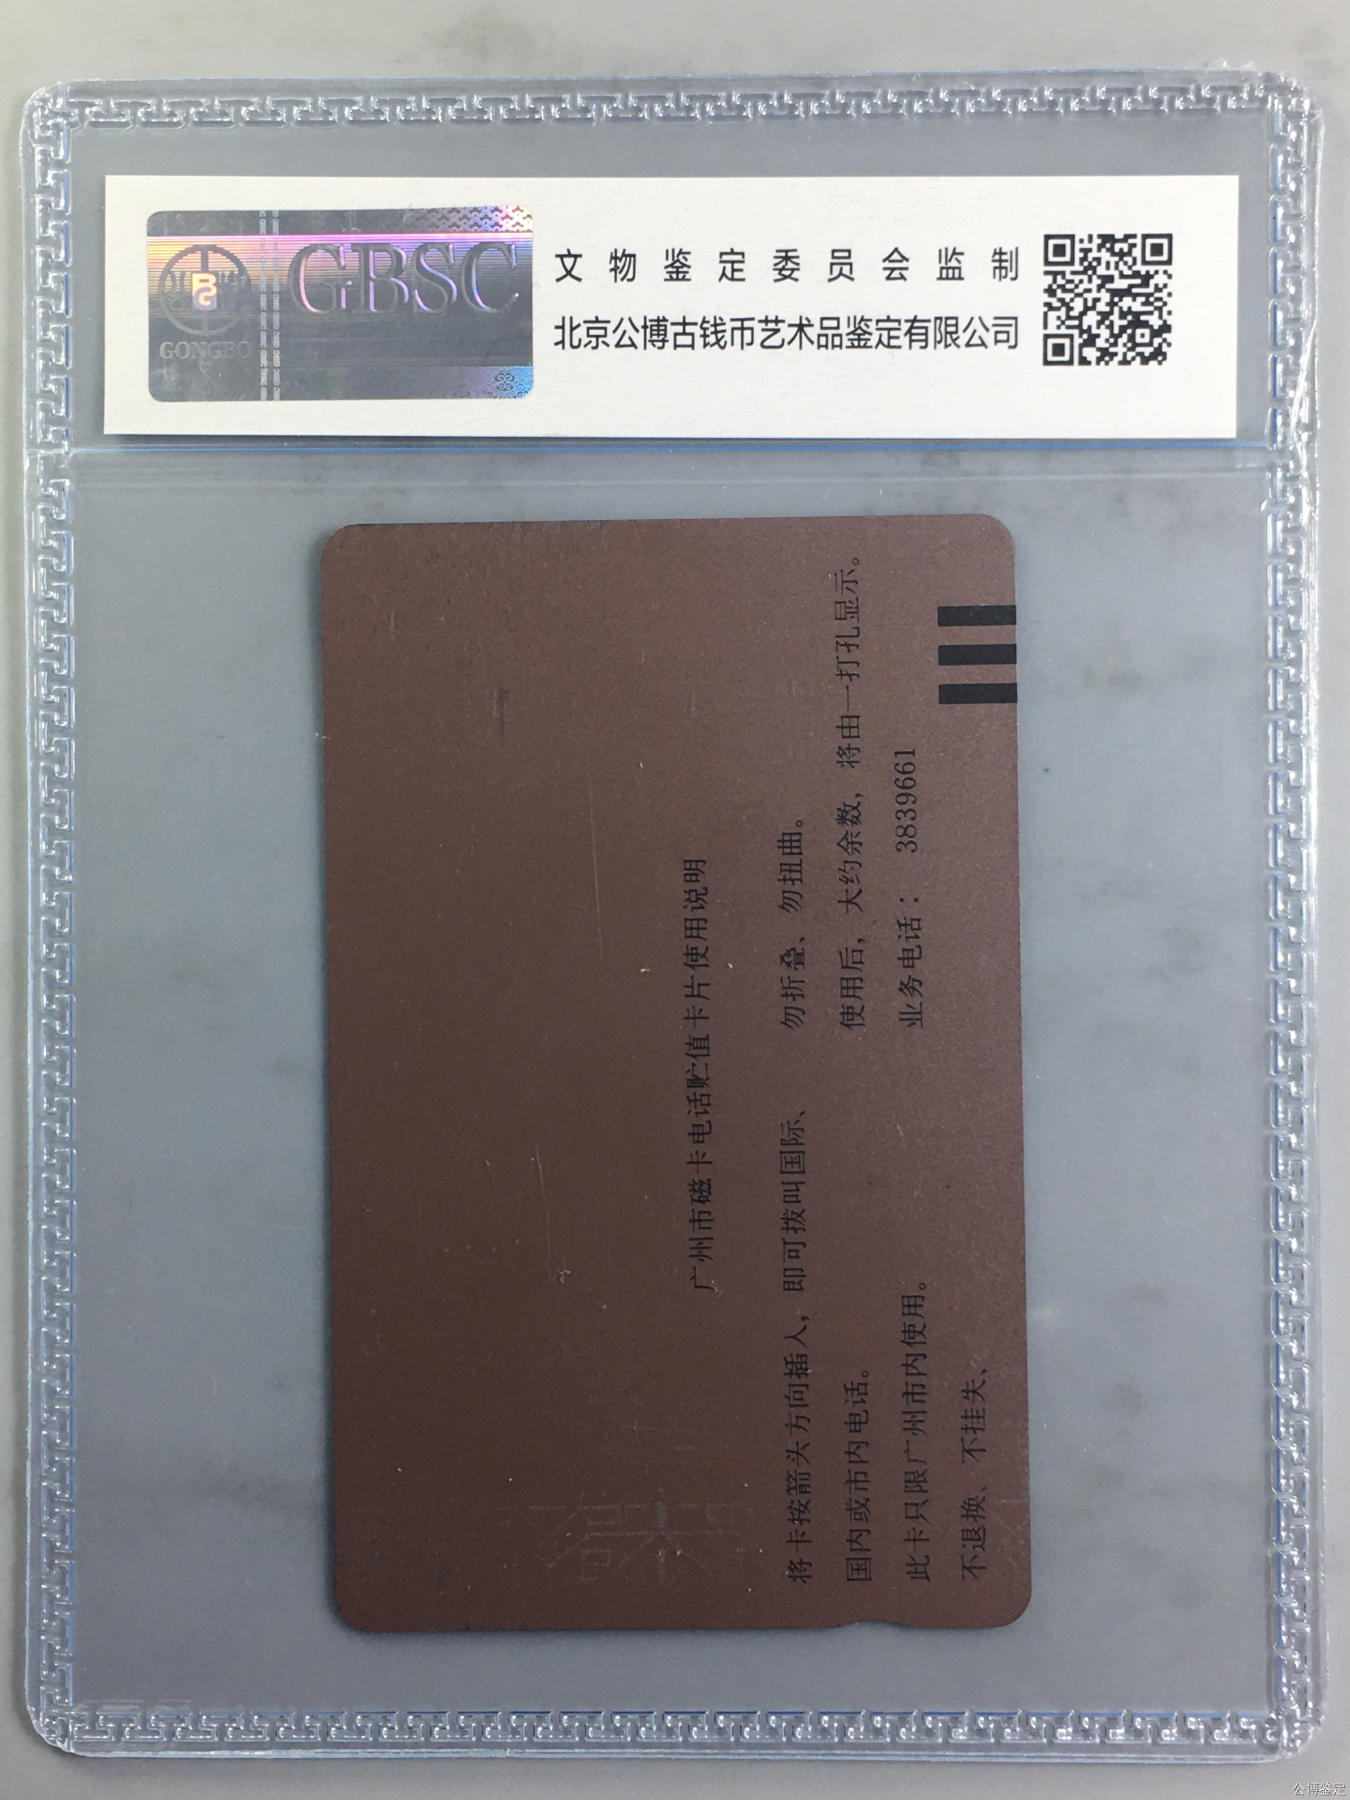 GBSC
BG
GONGBO
文物鉴定委员会监制
北京公博古钱币艺术品鉴定有限公司
广州市磁卡电话贮值卡片使用说明
将卡按箭头方向插入，即可拨叫国际、
国内或市内电话。
此卡只限广州市内使用。
不退换、不挂失、
勿折叠、勿扭曲。
使用后，大约余数，将由一打孔显示。
业务电话：3839661
公博鉴定